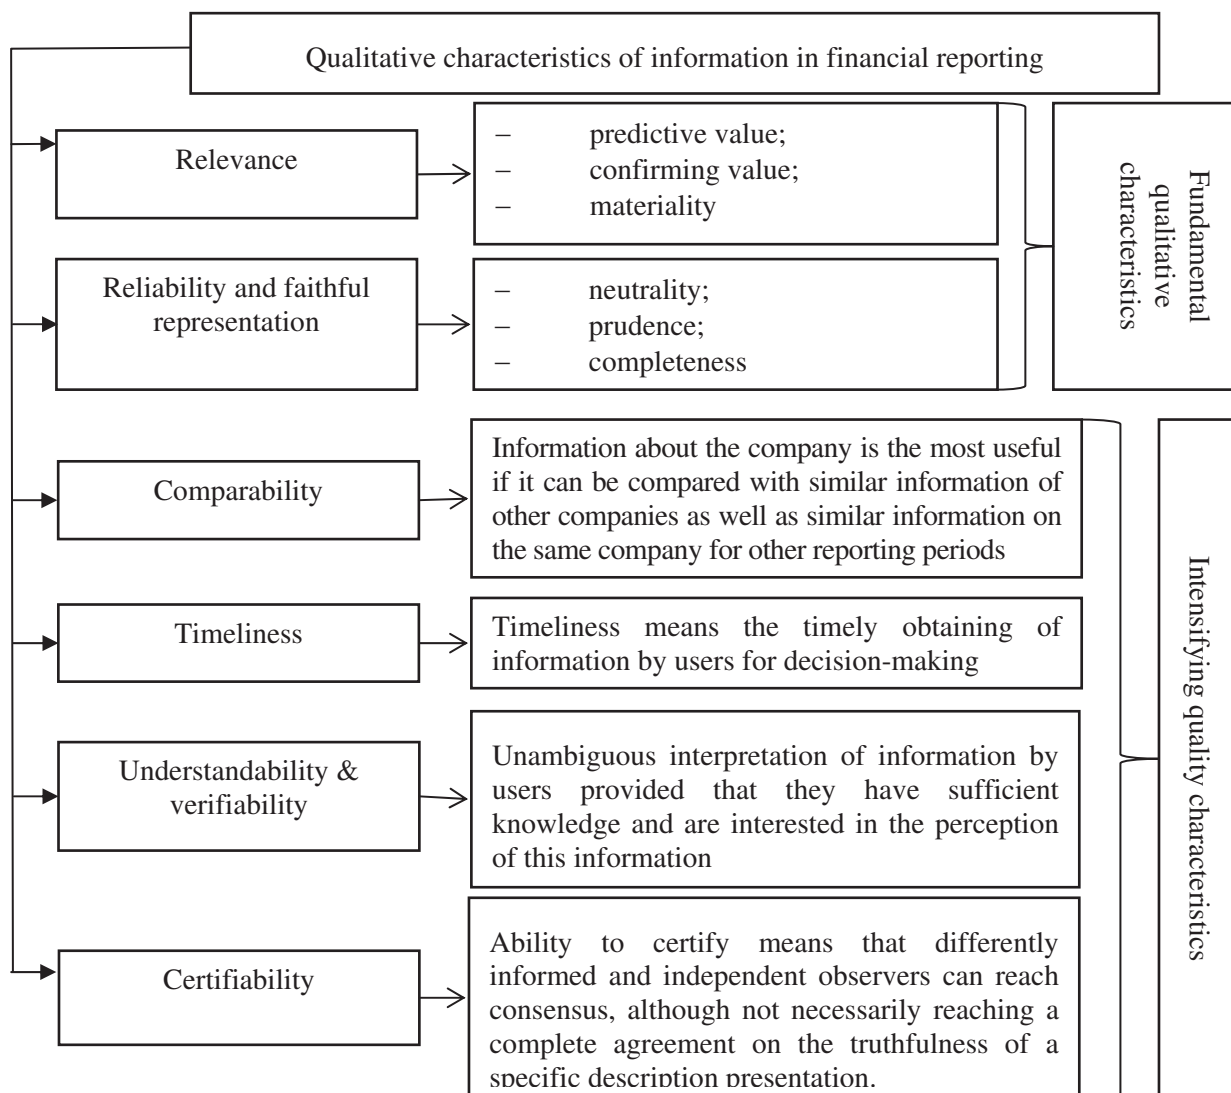 Qualitative characteristics of information in financial reporting
Relevance
– predictive value;
– confirming value;
– materiality
Fundamental
qualitative
characteristics
Reliability and faithful
representation
– neutrality;
– prudence;
– completeness
Comparability
Information about the company is the most useful
if it can be compared with similar information of
other companies as well as similar information on
the same company for other reporting periods
Intensifying quality characteristics
Timeliness
Timeliness means the timely obtaining of
information by users for decision-making
Understandability &
verifiability
Unambiguous interpretation of information by
users provided that they have sufficient
knowledge and are interested in the perception
of this information
Certifiability
Ability to certify means that differently
informed and independent observers can reach
consensus, although not necessarily reaching a
complete agreement on the truthfulness of a
specific description presentation.